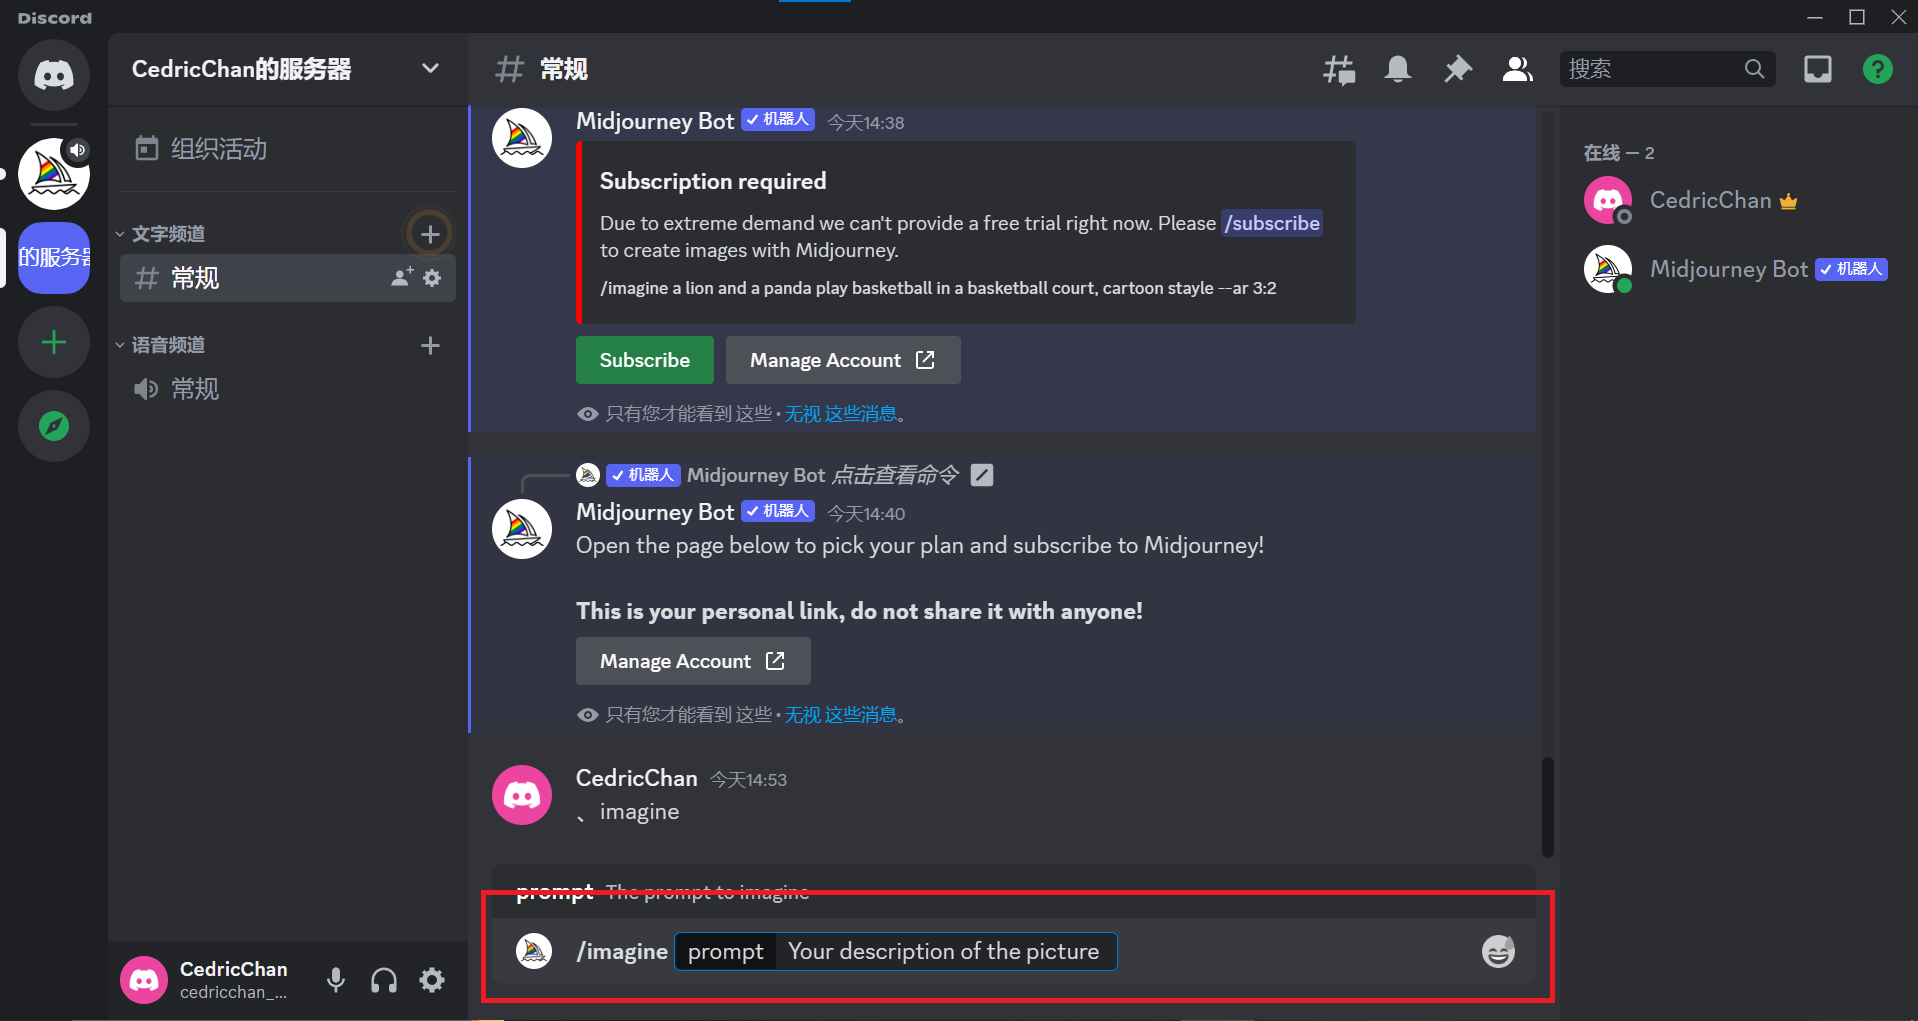 Discord
CedricChan的服务器
组织活动
文字频道
常规
语音频道
常规
的服务器
CedricChan
cedricchan_...
常规
搜索
Midjourney Bot 机器人 今天14:38
Subscription required
Due to extreme demand we can't provide a free trial right now. Please /subscribe
to create images with Midjourney.
/imagine a lion and a panda play basketball in a basketball court, cartoon stayle --ar 3:2
Subscribe
Manage Account
只有您才能看到 这些 • 无视 这些消息。
机器人 Midjourney Bot 点击查看命令
Midjourney Bot 机器人 今天14:40
Open the page below to pick your plan and subscribe to Midjourney!
This is your personal link, do not share it with anyone!
Manage Account
只有您才能看到 这些 • 无视 这些消息。
CedricChan 今天14:53
、imagine
prompt The prompt to imagine
/imagine prompt Your description of the picture
在线 — 2
CedricChan
Midjourney Bot 机器人